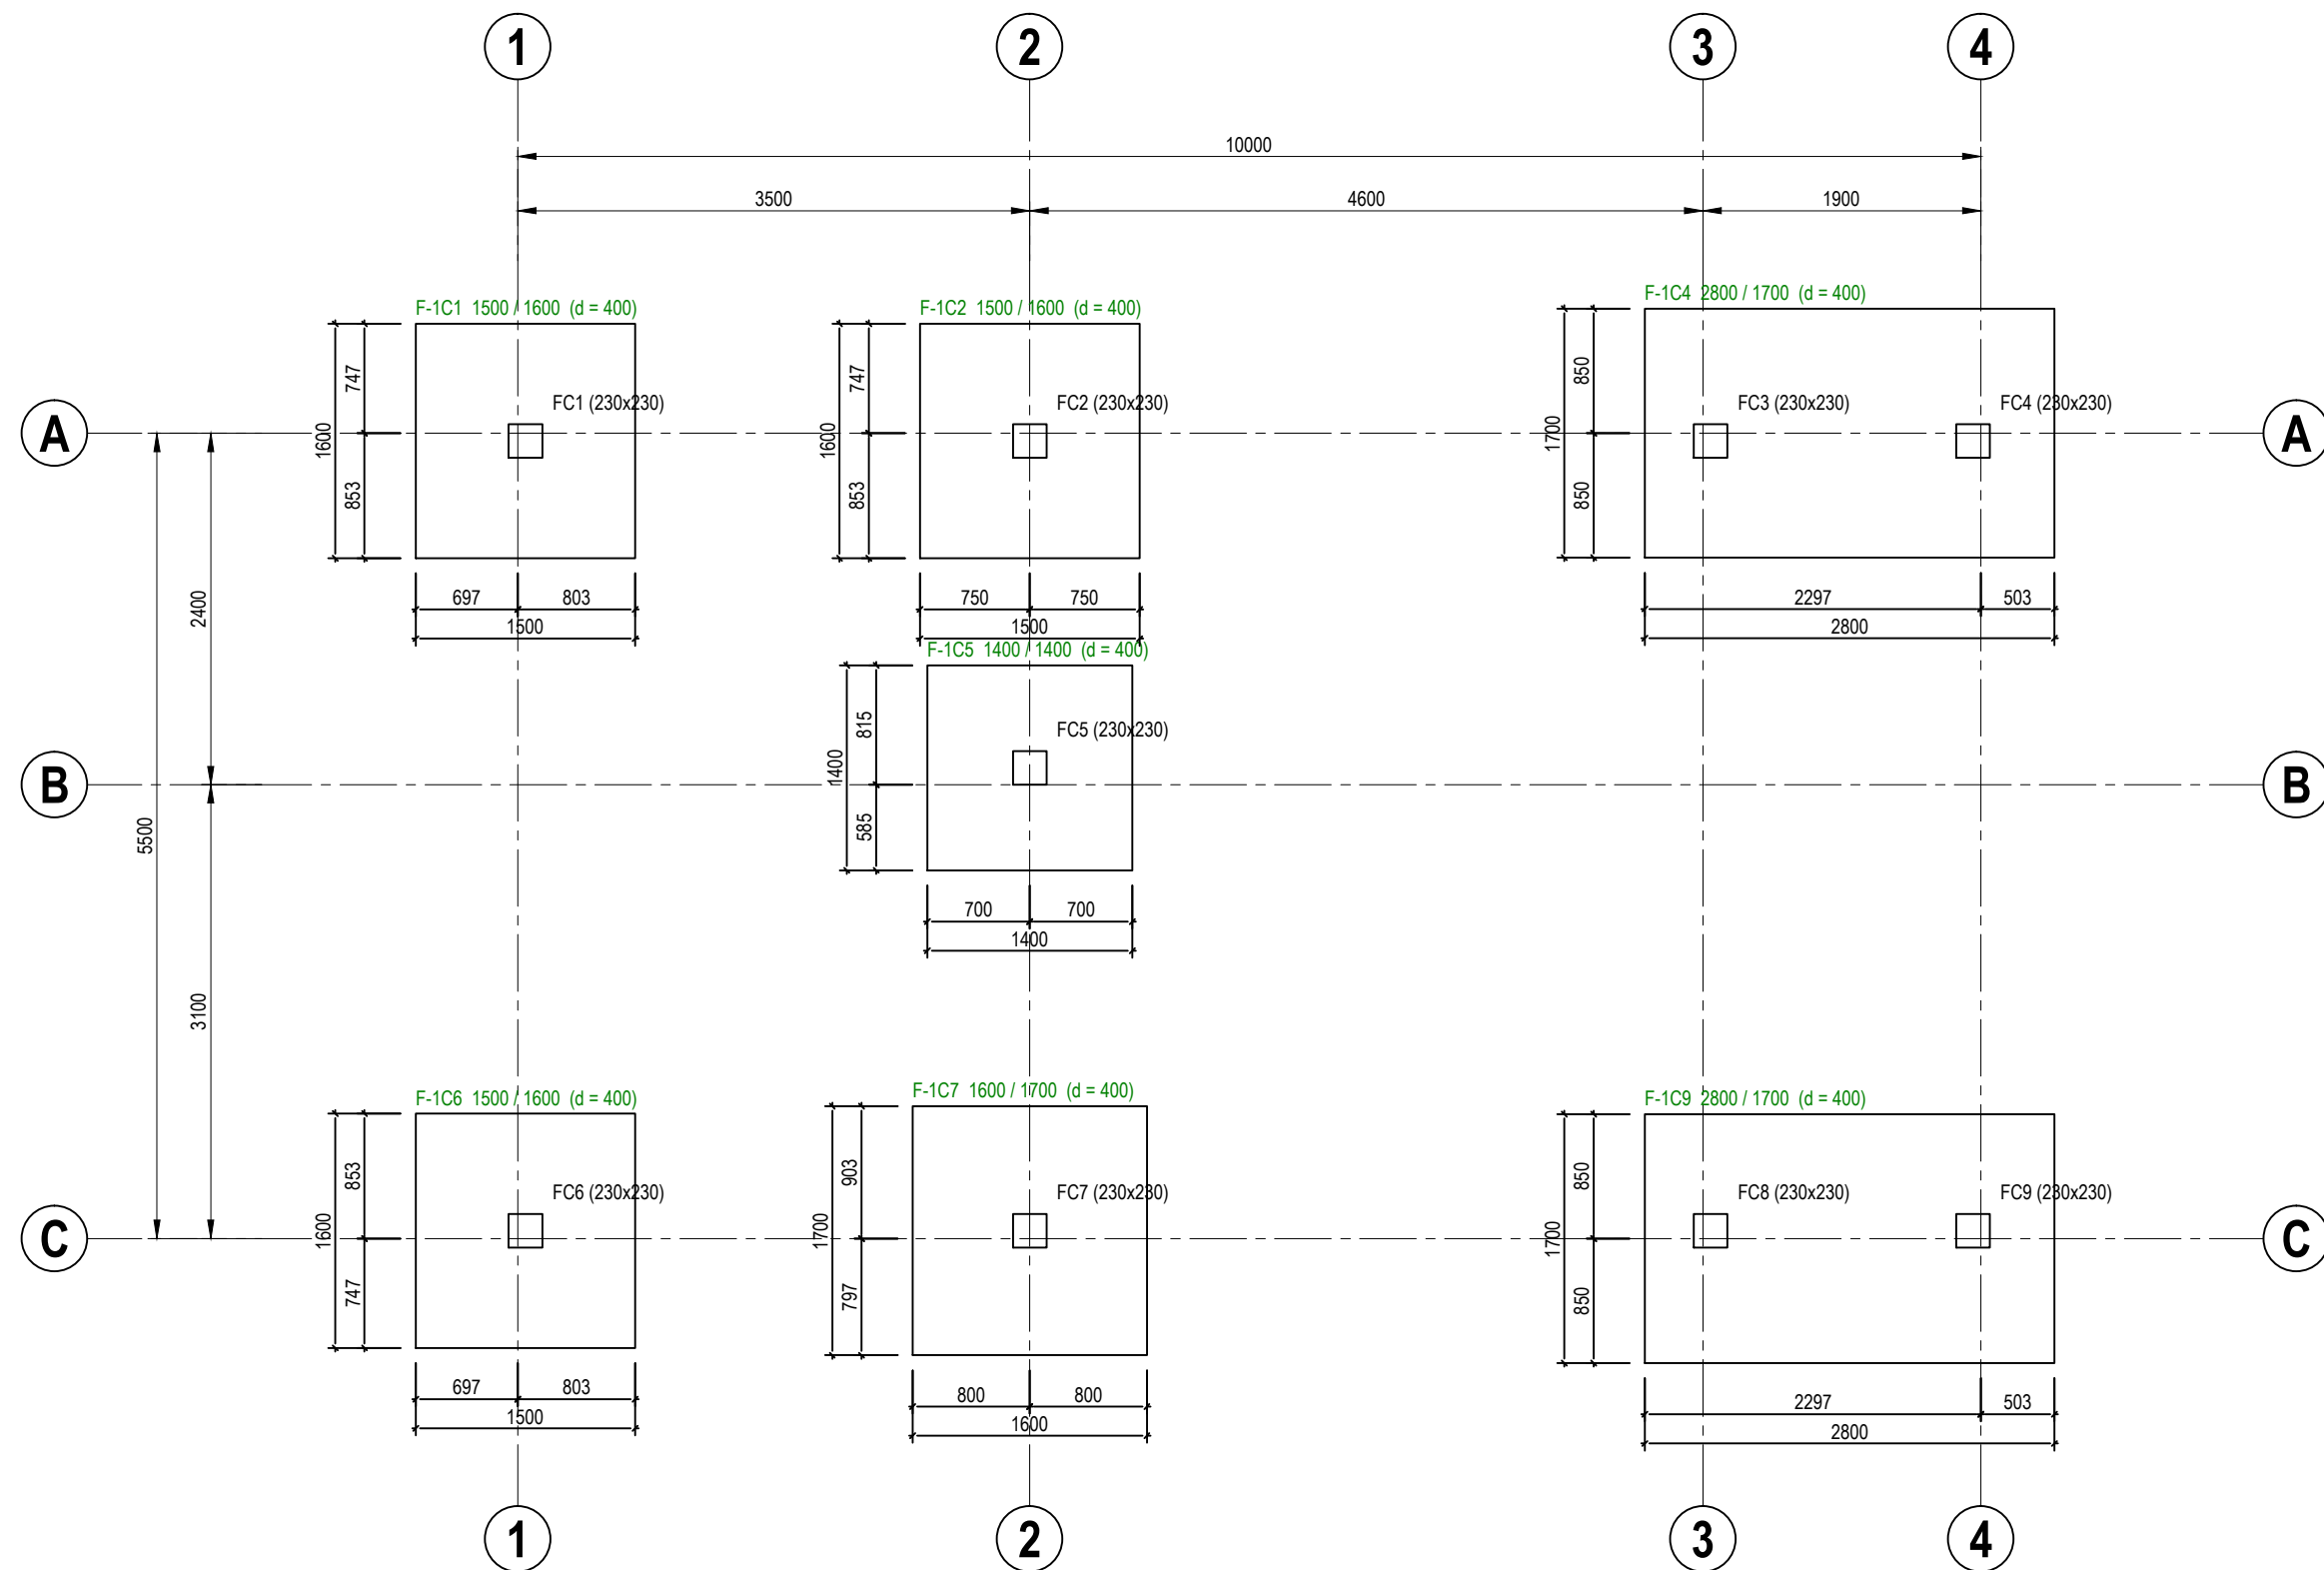 1 2 3 4
10000
3500 4600 1900
F-1C1 1500 / 1600 (d = 400)
F-1C2 1500 / 1600 (d = 400)
F-1C4 2800 / 1700 (d = 400)
747 853 1600
747 853 1600
850 850 1700
FC1 (230x230)
FC2 (230x230)
FC3 (230x230)
FC4 (230x230)
A A
697 803
1500
750 750
1500
2297 503
2800
2400
F-1C5 1400 / 1400 (d = 400)
815 585 1400
FC5 (230x230)
B B
5500
700 700
1400
3100
F-1C6 1500 / 1600 (d = 400)
F-1C7 1600 / 1700 (d = 400)
F-1C9 2800 / 1700 (d = 400)
853 747 1600
903 797 1700
850 850 1700
FC6 (230x230)
FC7 (230x230)
FC8 (230x230)
FC9 (230x230)
C C
697 803
1500
800 800
1600
2297 503
2800
1 2 3 4